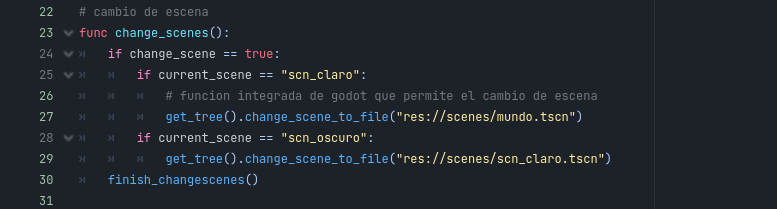 22 # cambio de escena
23 func change_scenes():
24 if change_scene == true:
25 if current_scene == "scn_claro":
26 # funcion integrada de godot que permite el cambio de escena
27 get_tree().change_scene_to_file("res://scenes/mundo.tscn")
28 if current_scene == "scn_oscuro":
29 get_tree().change_scene_to_file("res://scenes/scn_claro.tscn")
30 finish_changescenes()
31